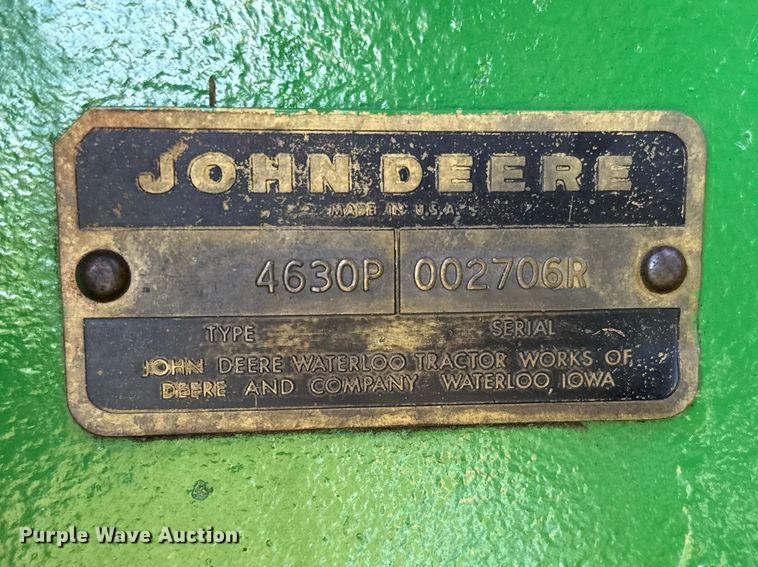 JOHN DEERE
MADE IN U.S.A.
4630P 002706R
TYPE SERIAL
JOHN DEERE WATERLOO TRACTOR WORKS OF
DEERE AND COMPANY WATERLOO IOWA
Purple Wave Auction